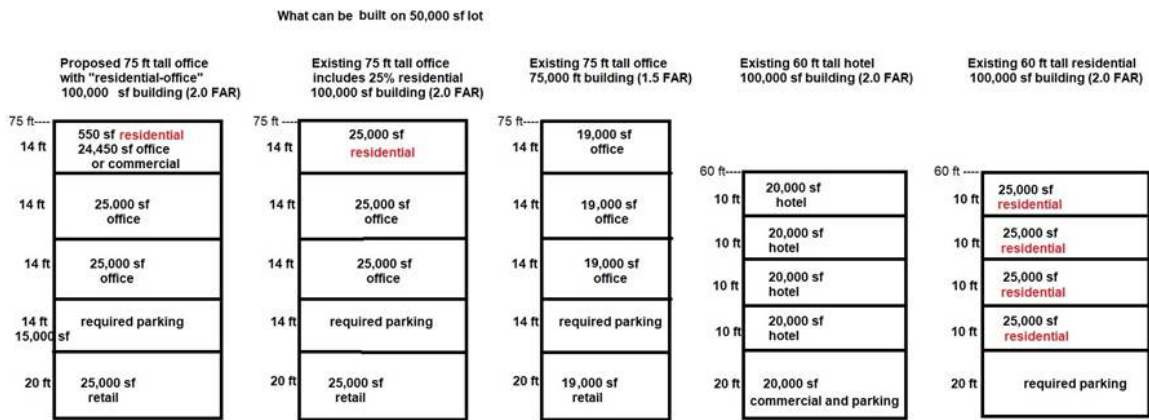 What can be built on 50,000 sf lot
Proposed 75 ft tall office
with "residential-office"
100,000 sf building (2.0 FAR)
75 ft----
14 ft
550 sf residential
24,450 sf office
or commercial
14 ft
25,000 sf
office
14 ft
25,000 sf
office
14 ft
15,000 sf
required parking
20 ft
25,000 sf
retail
Existing 75 ft tall office
includes 25% residential
100,000 sf building (2.0 FAR)
75 ft----
14 ft
25,000 sf
residential
14 ft
25,000 sf
office
14 ft
25,000 sf
office
14 ft
required parking
20 ft
25,000 sf
retail
Existing 75 ft tall office
75,000 ft building (1.5 FAR)
75 ft----
14 ft
19,000 sf
office
14 ft
19,000 sf
office
14 ft
19,000 sf
office
14 ft
required parking
20 ft
19,000 sf
retail
Existing 60 ft tall hotel
100,000 sf building (2.0 FAR)
60 ft----
10 ft
20,000 sf
hotel
10 ft
20,000 sf
hotel
10 ft
20,000 sf
hotel
10 ft
20,000 sf
hotel
20 ft
20,000 sf
commercial and parking
Existing 60 ft tall residential
100,000 sf building (2.0 FAR)
60 ft----
10 ft
25,000 sf
residential
10 ft
25,000 sf
residential
10 ft
25,000 sf
residential
10 ft
25,000 sf
residential
20 ft
required parking